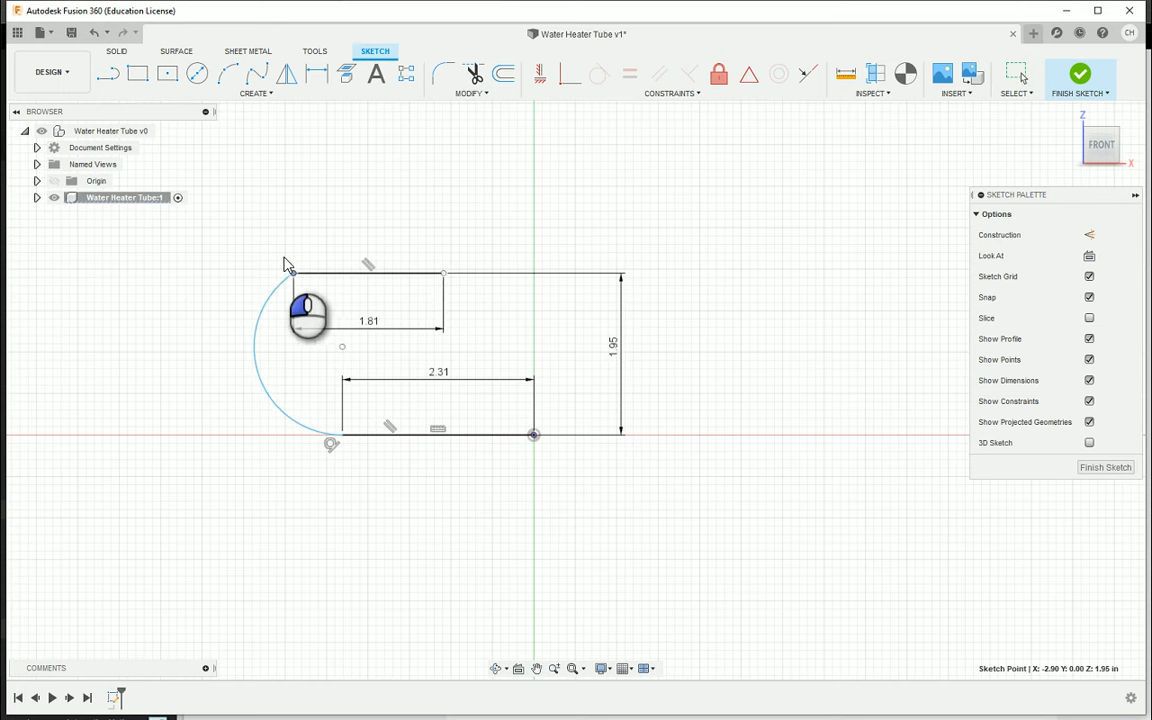 Autodesk Fusion 360 (Education License)
Water Heater Tube v1*
CH
SOLID SURFACE SHEET METAL TOOLS SKETCH
DESIGN
CREATE MODIFY CONSTRAINTS INSPECT INSERT SELECT FINISH SKETCH
BROWSER
Water Heater Tube v0
Document Settings
Named Views
Origin
Water Heater Tube:1
Z
FRONT
X
SKETCH PALETTE
Options
Construction
Look At
Sketch Grid
Snap
Slice
Show Profile
Show Points
Show Dimensions
Show Constraints
Show Projected Geometries
3D Sketch
Finish Sketch
1.81
1.95
2.31
COMMENTS
Sketch Point | X: -2.90 Y: 0.00 Z: 1.95 in